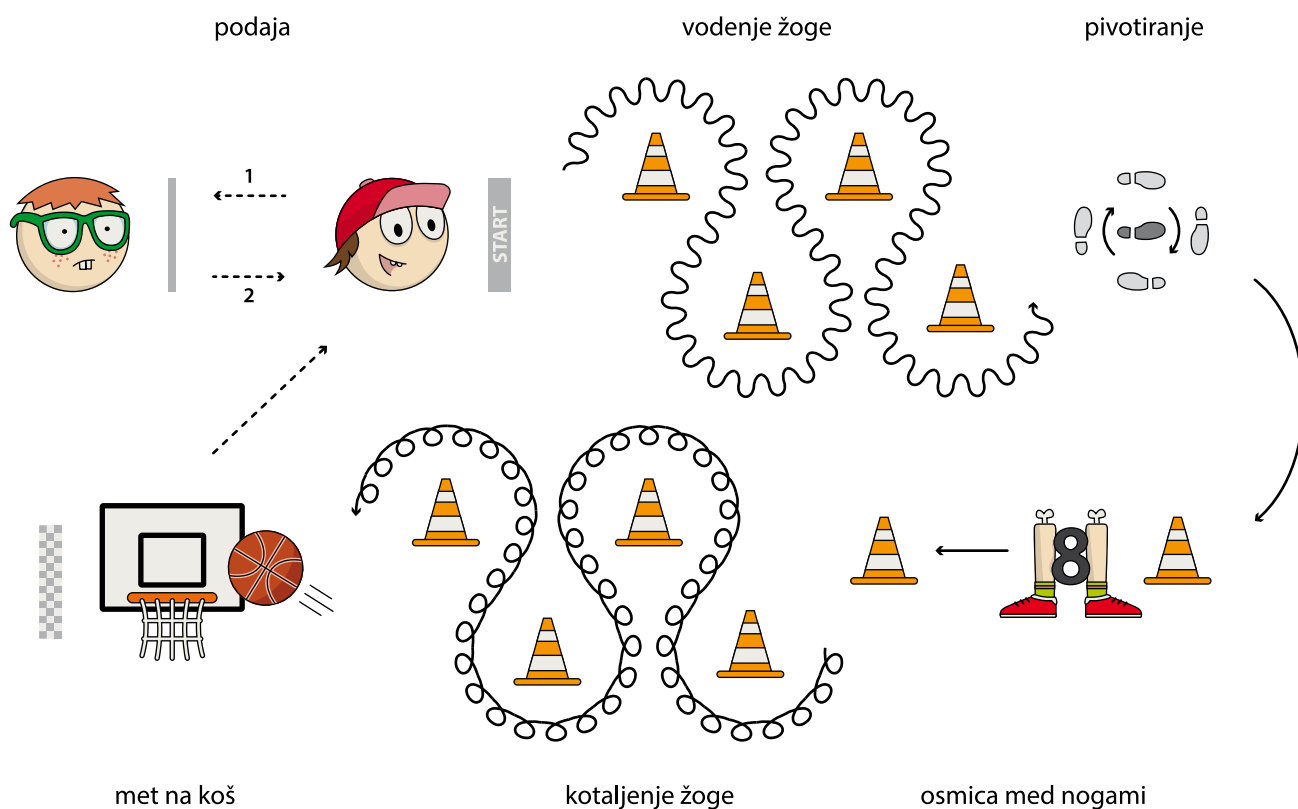 podaja
vodenje žoge
pivotiranje
1
2
START
8
met na koš
kotaljenje žoge
osmica med nogami